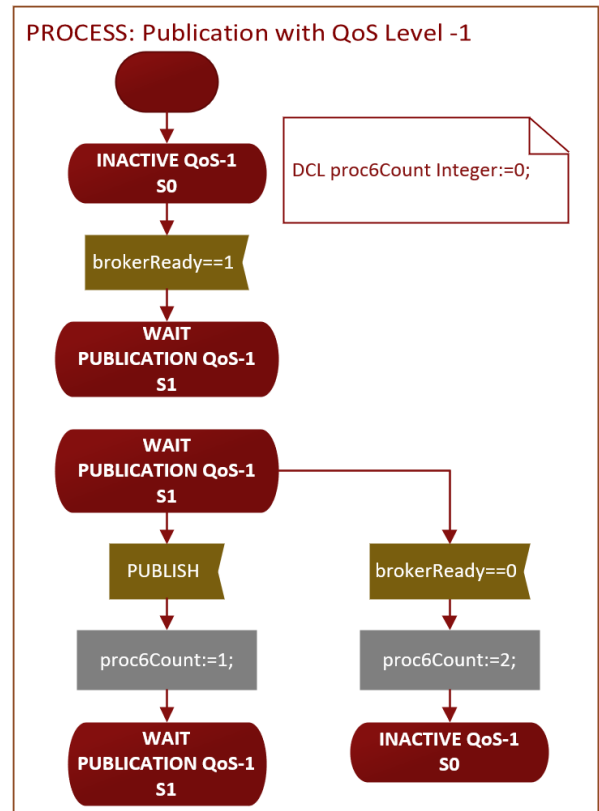 PROCESS: Publication with QoS Level -1
INACTIVE QoS-1
S0
DCL proc6Count Integer:=0;
brokerReady==1
WAIT
PUBLICATION QoS-1
S1
WAIT
PUBLICATION QoS-1
S1
PUBLISH
brokerReady==0
proc6Count:=1;
proc6Count:=2;
WAIT
PUBLICATION QoS-1
S1
INACTIVE QoS-1
S0